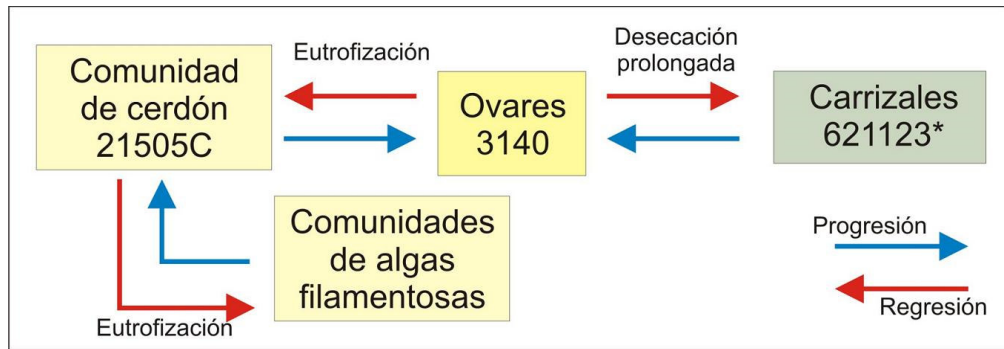 Comunidad
de cerdón
21505C
Eutrofización
Ovares
3140
Desecación
prolongada
Carrizales
621123*
Comunidades
de algas
filamentosas
Eutrofización
Progresión
Regresión